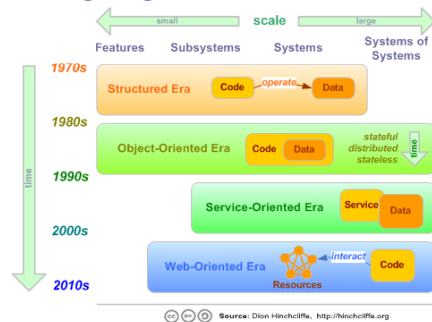 small scale large
Features Subsystems Systems Systems of
Systems
1970s
Structured Era Code operate Data
1980s
Object-Oriented Era Code Data stateful
distributed
stateless
time
1990s
Service-Oriented Era Service Data
2000s
Web-Oriented Era interact Code
Resources
2010s
time
cc Source: Dion Hinchcliffe, http://hinchcliffe.org